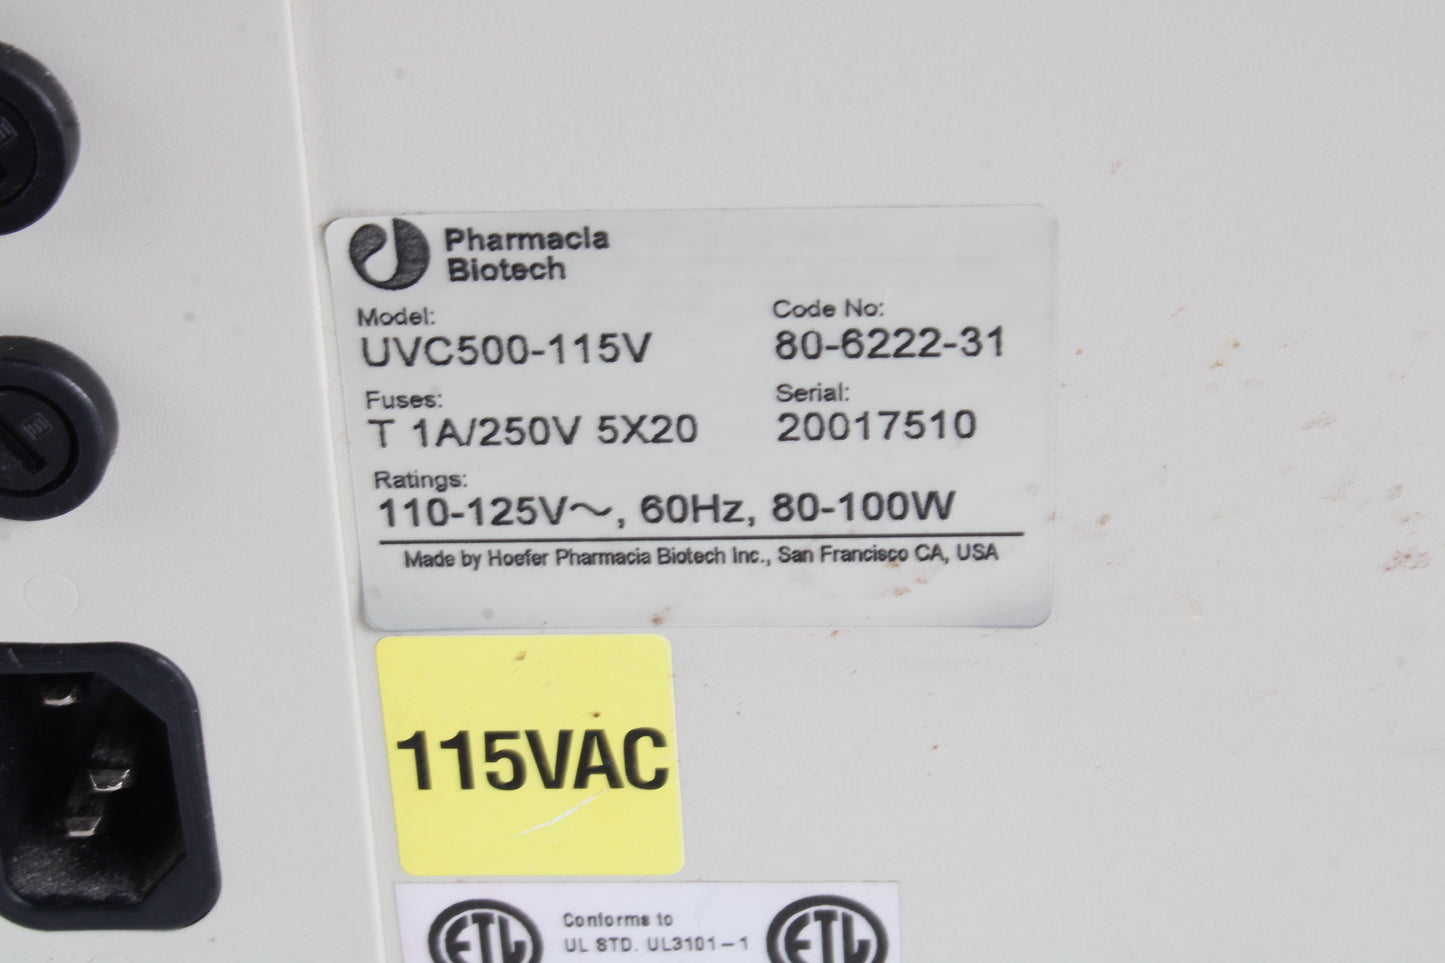 Pharmacia
Biotech
Model:
UVC500-115V
Code No:
80-6222-31
Fuses:
T 1A/250V 5X20
Serial:
20017510
Ratings:
110-125V～, 60Hz, 80-100W
Made by Hoefer Pharmacia Biotech Inc., San Francisco CA, USA
115VAC
ETL
Conforms to
UL STD. UL3101-1
ETL